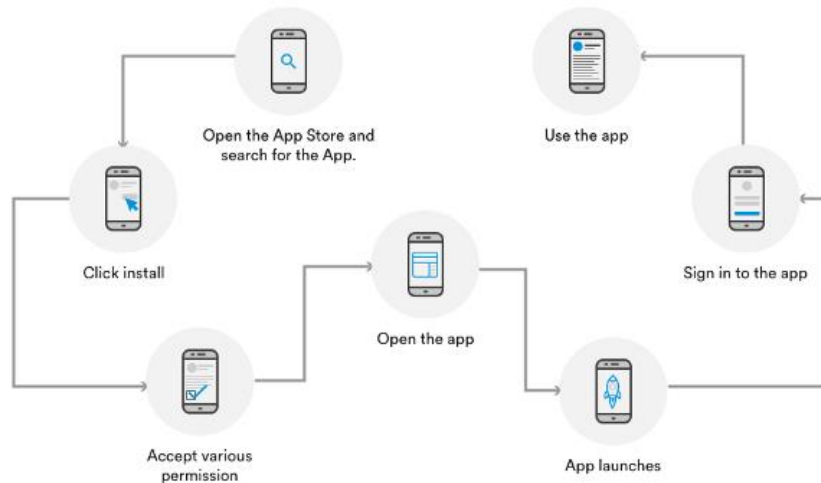 Open the App Store and
search for the App.
Click install
Accept various
permission
Open the app
App launches
Sign in to the app
Use the app